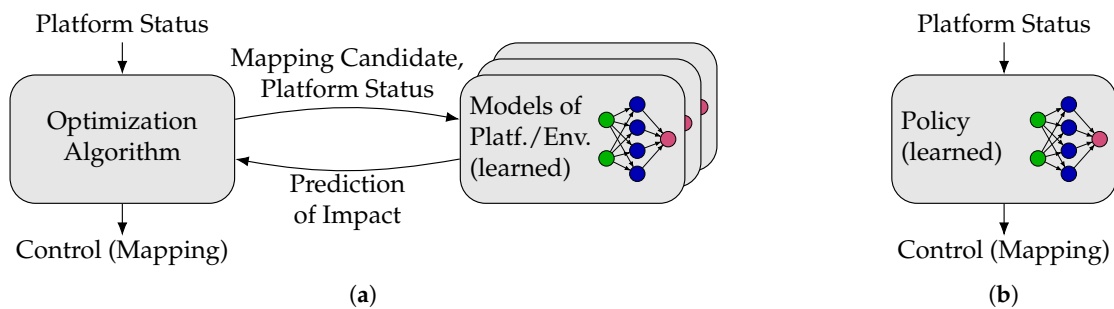 Platform Status
Optimization
Algorithm
Control (Mapping)
Mapping Candidate,
Platform Status
Prediction
of Impact
Models of
Platf./Env.
(learned)
(a)
Platform Status
Policy
(learned)
Control (Mapping)
(b)